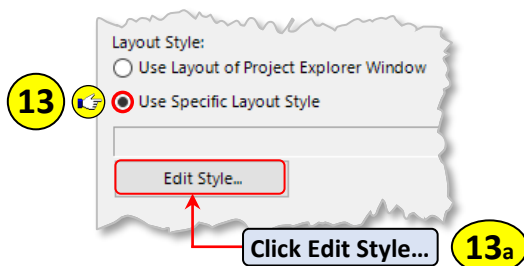 Layout Style:
Use Layout of Project Explorer Window
13
Use Specific Layout Style
Edit Style...
Click Edit Style... 13a